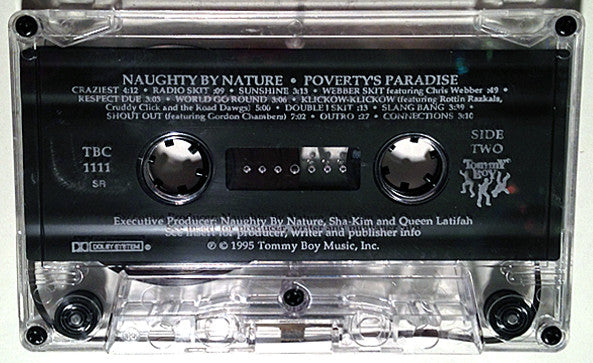 NAUGHTY BY NATURE • POVERTY'S PARADISE
CRAZIEST 4:12 • RADIO SKIT :09 • SUNSHINE 3:13 • WEBBER SKIT featuring Chris Webber :49 •
RESPECT DUE 3:03 • WORLD GO ROUND 3:06 • KLICKOW-KLICKOW (featuring Rottin Razkals,
Cruddy Click and the Road Dawgs) 5:06 • DOUBLE I SKIT • SLANG BANG 3:39 •
SHOUT OUT (featuring Gordon Chambers) 7:02 • OUTRO :27 • CONNECTIONS 3:10
TBC
1111
SR
SIDE
TWO
Tommy
Boy
Executive Producer: Naughty By Nature, Sha-Kim and Queen Latifah
See insert for producer, writer and publisher info
DOLBY SYSTEM
℗ © 1995 Tommy Boy Music, Inc.